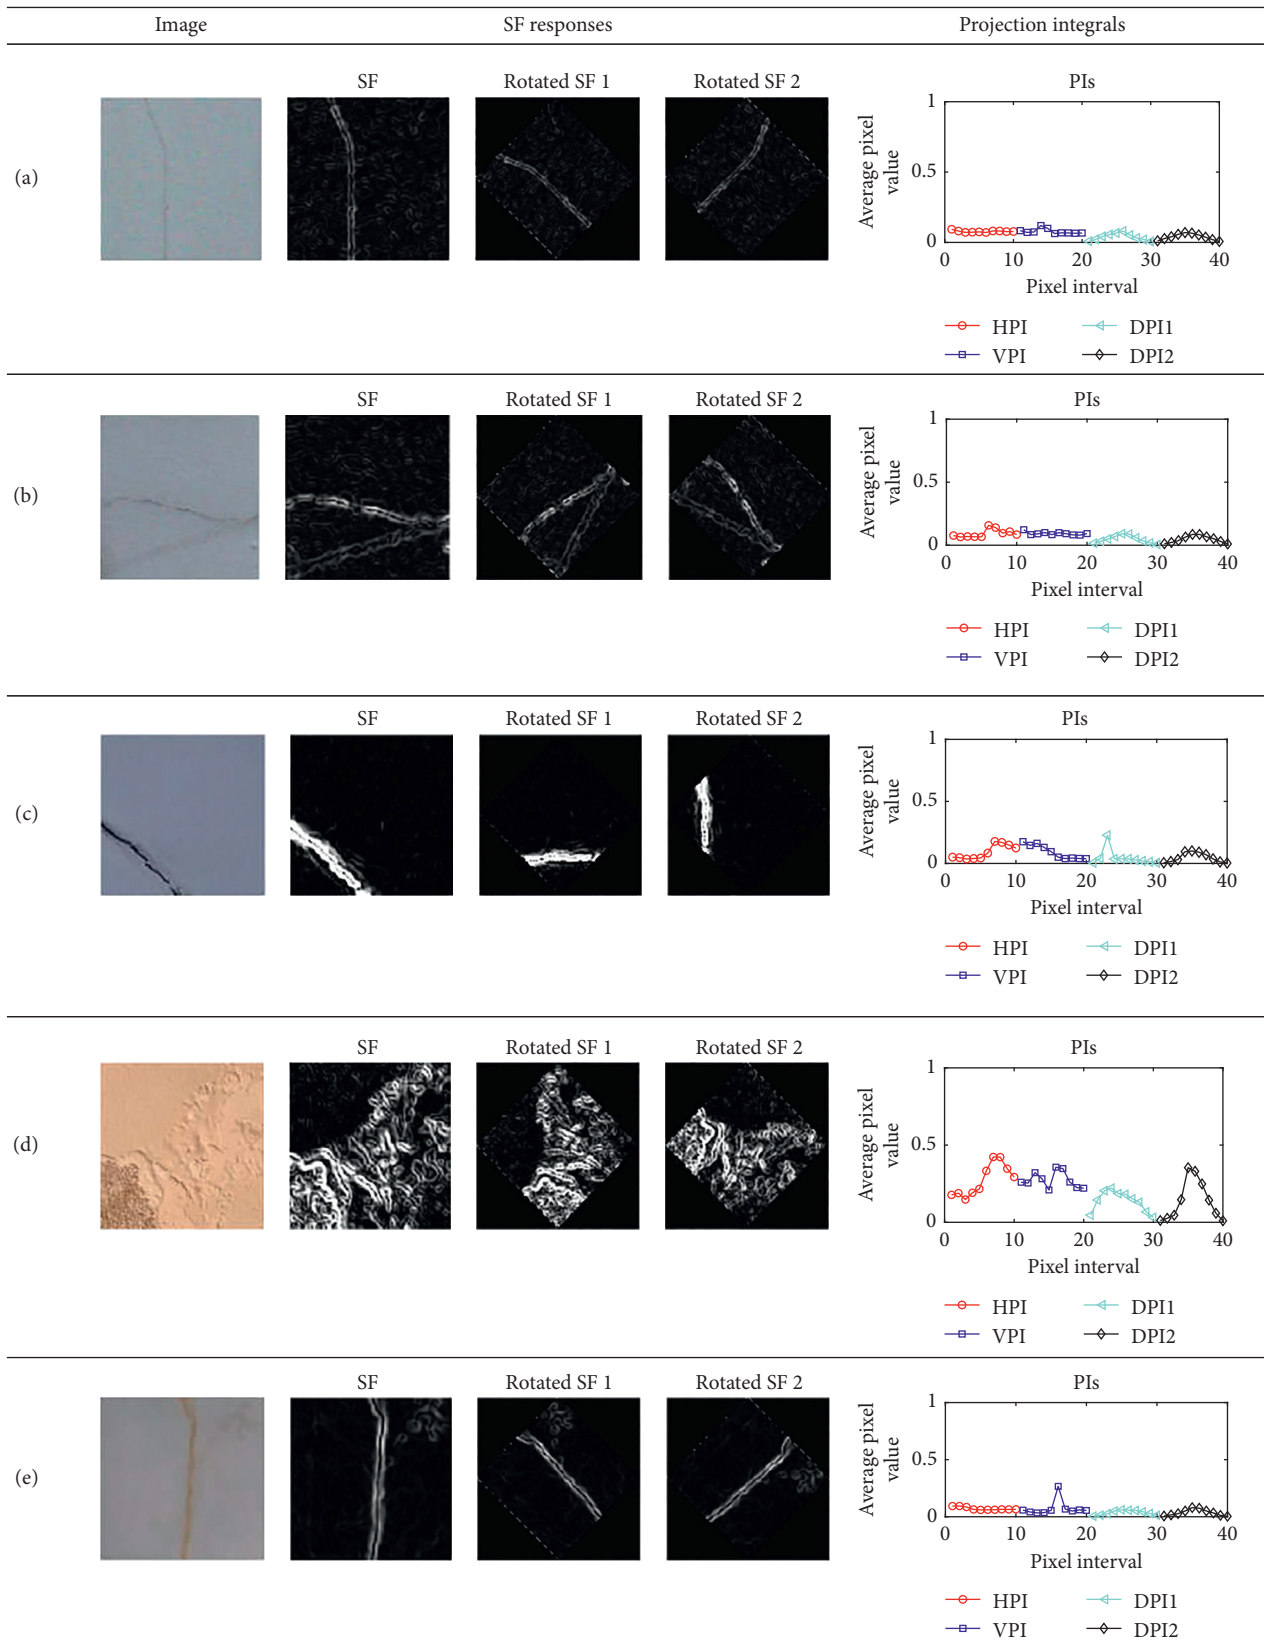 Image SF responses Projection integrals
(a)
SF Rotated SF 1 Rotated SF 2 PIs
Average pixel
value
1
0.5
0
0 10 20 30 40
Pixel interval
HPI DPI1
VPI DPI2
(b)
SF Rotated SF 1 Rotated SF 2 PIs
Average pixel
value
1
0.5
0
0 10 20 30 40
Pixel interval
HPI DPI1
VPI DPI2
(c)
SF Rotated SF 1 Rotated SF 2 PIs
Average pixel
value
1
0.5
0
0 10 20 30 40
Pixel interval
HPI DPI1
VPI DPI2
(d)
SF Rotated SF 1 Rotated SF 2 PIs
Average pixel
value
1
0.5
0
0 10 20 30 40
Pixel interval
HPI DPI1
VPI DPI2
(e)
SF Rotated SF 1 Rotated SF 2 PIs
Average pixel
value
1
0.5
0
0 10 20 30 40
Pixel interval
HPI DPI1
VPI DPI2